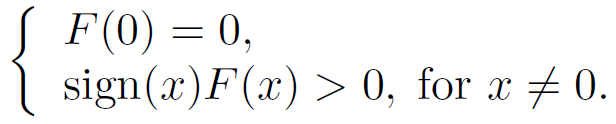 F(0) = 0,
sign(x)F(x) > 0, for x ≠ 0.